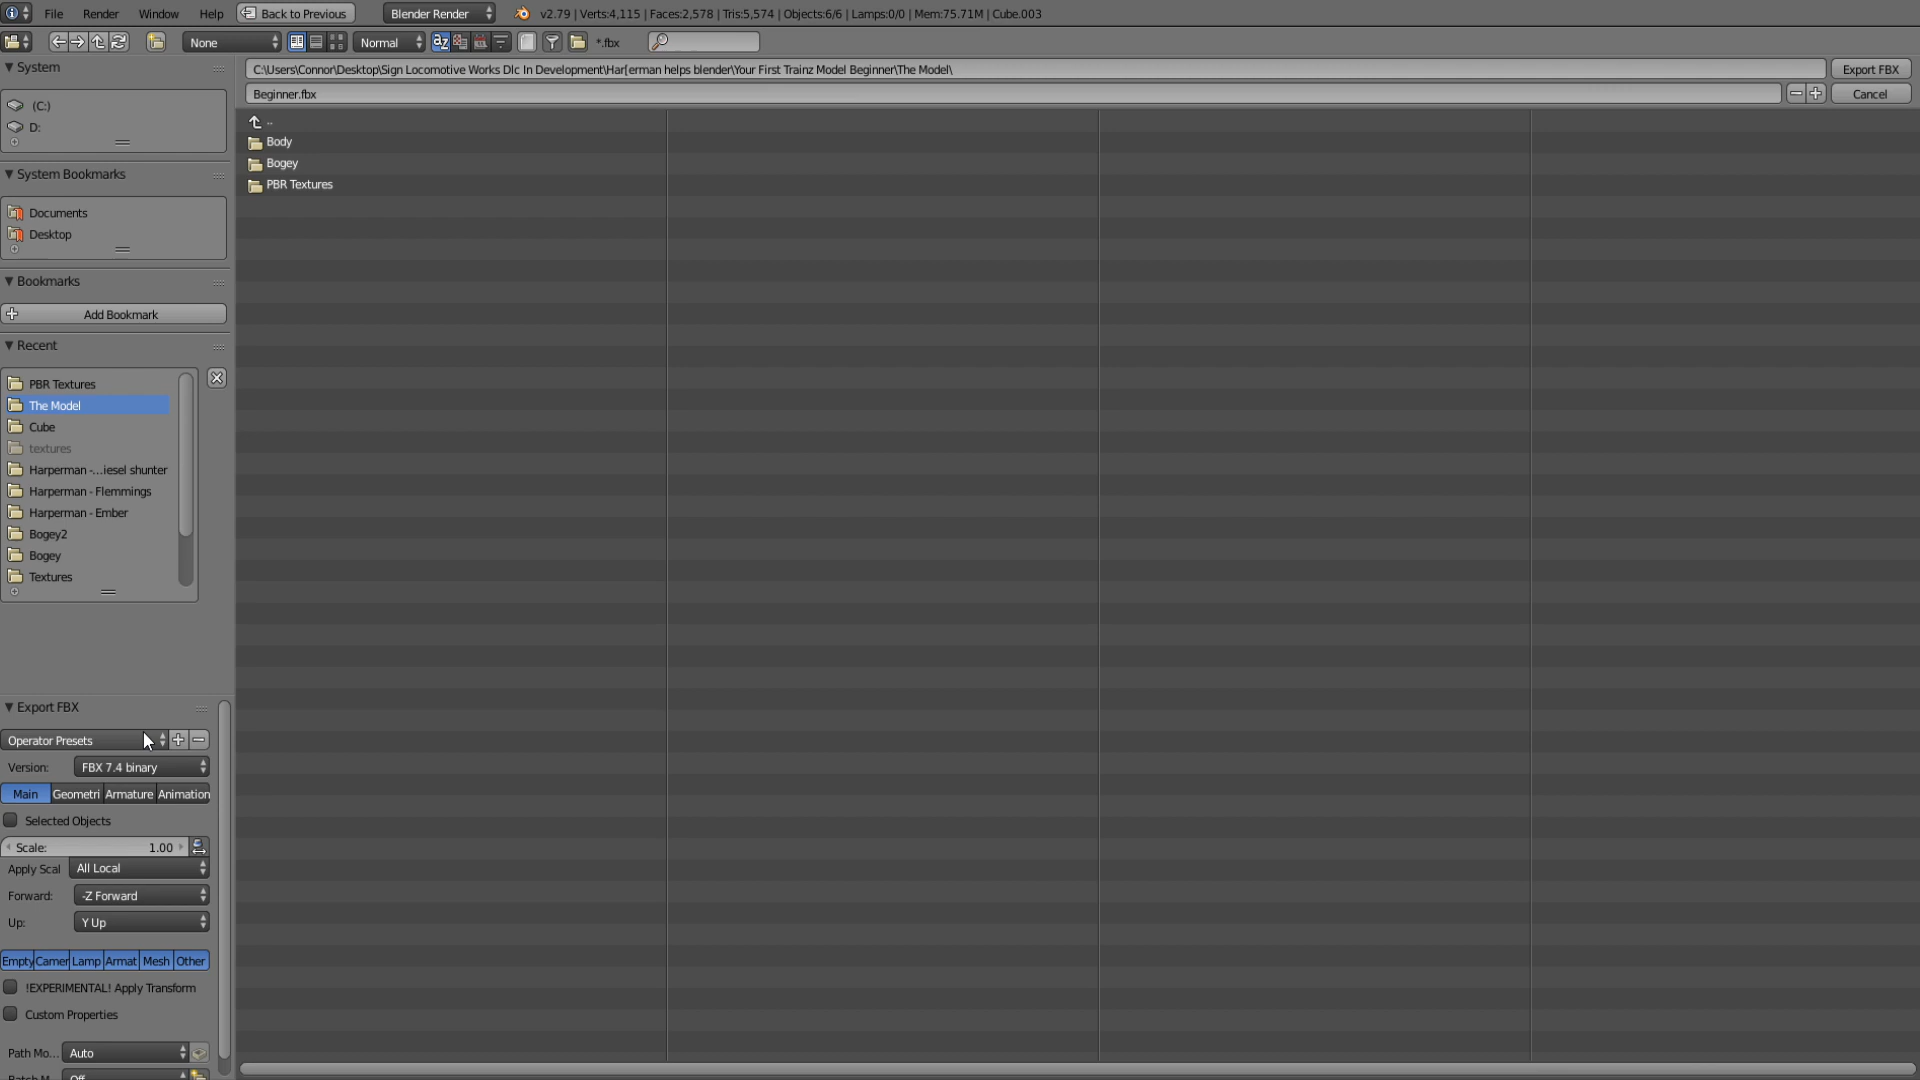 File Render Window Help Back to Previous Blender Render v2.79 | Verts:4,115 | Faces:2,578 | Tris:5,574 | Objects:6/6 | Lamps:0/0 | Mem:75.71M | Cube.003
None Normal *.fbx
System
C:\Users\Connor\Desktop\Sign Locomotive Works Dlc In Development\Har[erman helps blender\Your First Trainz Model Beginner\The Model\ Export FBX
Beginner.fbx Cancel
(C:)
D:
..
Body
Bogey
PBR Textures
System Bookmarks
Documents
Desktop
Bookmarks
Add Bookmark
Recent
PBR Textures
The Model
Cube
textures
Harperman -...iesel shunter
Harperman - Flemmings
Harperman - Ember
Bogey2
Bogey
Textures
Export FBX
Operator Presets
Version: FBX 7.4 binary
Main Geometri Armature Animation
Selected Objects
Scale: 1.00
Apply Scal All Local
Forward: -Z Forward
Up: Y Up
Empty Camer Lamp Armat Mesh Other
!EXPERIMENTAL! Apply Transform
Custom Properties
Path Mo... Auto
Batch M... Off